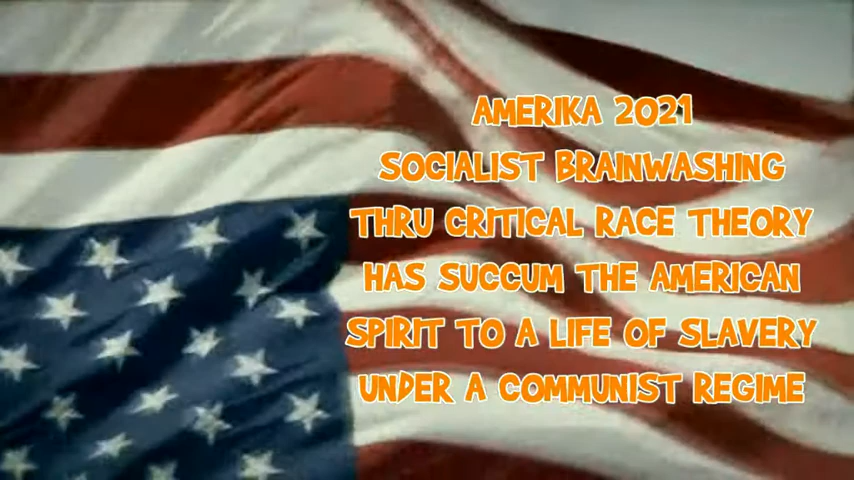 AMERIKA 2021
SOCIALIST BRAINWASHING
THRU CRITICAL RACE THEORY
HAS SUCCUM THE AMERICAN
SPIRIT TO A LIFE OF SLAVERY
UNDER A COMMUNIST REGIME